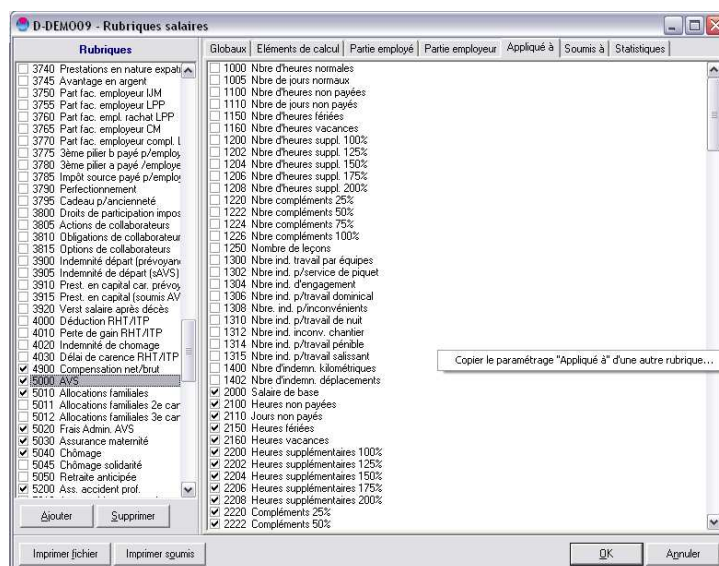 D-DEMO09 - Rubriques salaires
Rubriques
3740 Prestations en nature expatri
3745 Avantage en argent
3750 Part fac. employeur IJM
3755 Part fac. employeur LPP
3760 Part fac. empl. rachat LPP
3765 Part fac. employeur CM
3770 Part fac. employeur compl. L
3775 3ème pilier b payé p/employ
3780 3ème pilier a payé /employe
3785 Impôt source payé p/employ
3790 Perfectionnement
3795 Cadeau p/ancienneté
3800 Droits de participation impos
3805 Actions de collaborateurs
3810 Obligations de collaborateur
3815 Options de collaborateurs
3900 Indemnité départ (prévoyan
3905 Indemnité de départ (sAVS)
3910 Prest. en capital car. prévoy
3915 Prest. en capital (soumis AV
3920 Verst salaire après décès
4000 Déduction RHT/ITP
4010 Perte de gain RHT/ITP
4020 Indemnité de chomage
4030 Délai de carence RHT/ITP
4900 Compensation net/brut
5000 AVS
5010 Allocations familiales
5011 Allocations familiales 2e car
5012 Allocations familiales 3e car
5020 Frais Admin. AVS
5030 Assurance maternité
5040 Chômage
5045 Chômage solidarité
5050 Retraite anticipée
5200 Ass. accident prof.
Ajouter
Supprimer
Globaux
Eléments de calcul
Partie employé
Partie employeur
Appliqué à
Soumis à
Statistiques
1000 Nbre d'heures normales
1005 Nbre de jours normaux
1100 Nbre d'heures non payées
1110 Nbre de jours non payés
1150 Nbre d'heures fériées
1160 Nbre d'heures vacances
1200 Nbre d'heures suppl. 100%
1202 Nbre d'heures suppl. 125%
1204 Nbre d'heures suppl. 150%
1206 Nbre d'heures suppl. 175%
1208 Nbre d'heures suppl. 200%
1220 Nbre compléments 25%
1222 Nbre compléments 50%
1224 Nbre compléments 75%
1226 Nbre compléments 100%
1250 Nombre de leçons
1300 Nbre ind. travail par équipes
1302 Nbre ind. p/service de piquet
1304 Nbre ind. d'engagement
1306 Nbre ind. p/travail dominical
1308 Nbre. ind. p/inconvénients
1310 Nbre ind. p/travail de nuit
1312 Nbre ind. inconv. chantier
1314 Nbre ind. p/travail pénible
1315 Nbre ind. p/travail salissant
1400 Nbre d'indemn. kilométriques
1402 Nbre d'indemn. déplacements
2000 Salaire de base
2100 Heures non payées
2110 Jours non payés
2150 Heures fériées
2160 Heures vacances
2200 Heures supplémentaires 100%
2202 Heures supplémentaires 125%
2204 Heures supplémentaires 150%
2206 Heures supplémentaires 175%
2208 Heures supplémentaires 200%
2220 Compléments 25%
2222 Compléments 50%
Copier le paramétrage "Appliqué à" d'une autre rubrique...
Imprimer fichier
Imprimer soumis
OK
Annuler